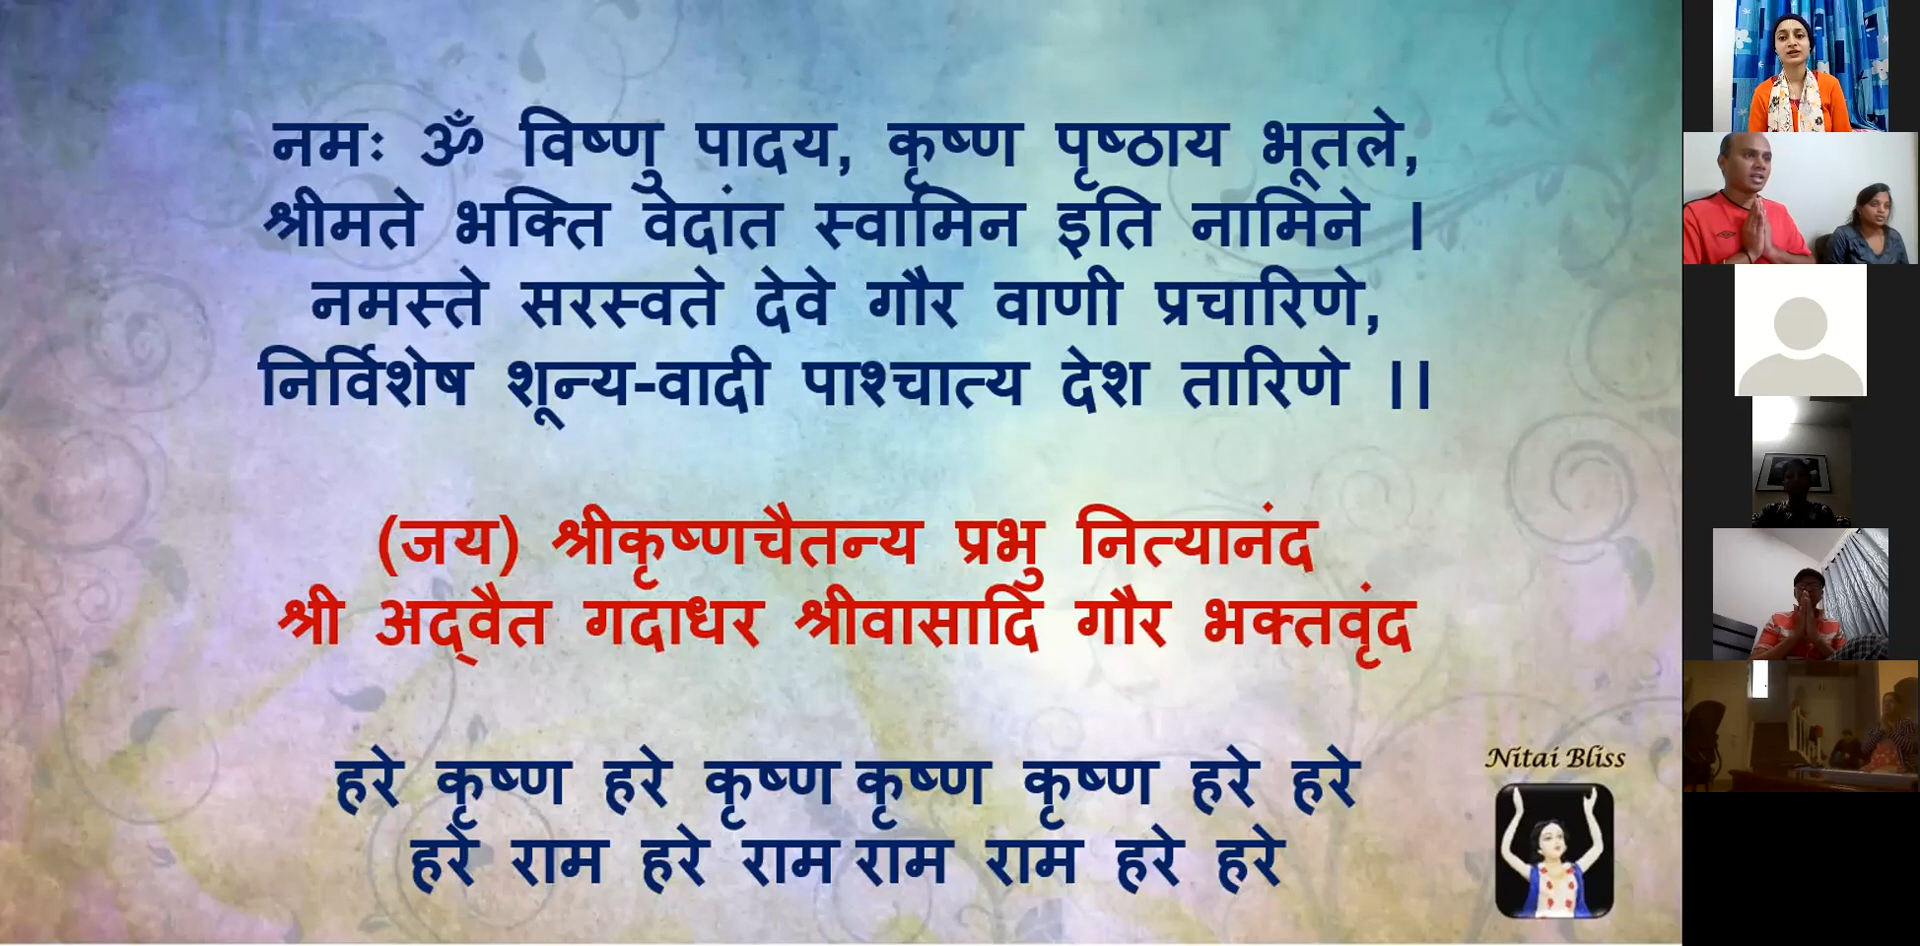 नमः ॐ विष्णु पादय, कृष्ण पृष्ठाय भूतले,
श्रीमते भक्ति वेदांत स्वामिन इति नामिने ।
नमस्ते सरस्वते देवे गौर वाणी प्रचारिणे,
निर्विशेष शून्य-वादी पाश्चात्य देश तारिणे ।।
(जय) श्रीकृष्णचैतन्य प्रभु नित्यानंद
श्री अद्वैत गदाधर श्रीवासादि गौर भक्तवृंद
हरे कृष्ण हरे कृष्ण कृष्ण कृष्ण हरे हरे
हरे राम हरे राम राम राम हरे हरे
Nitai Bliss